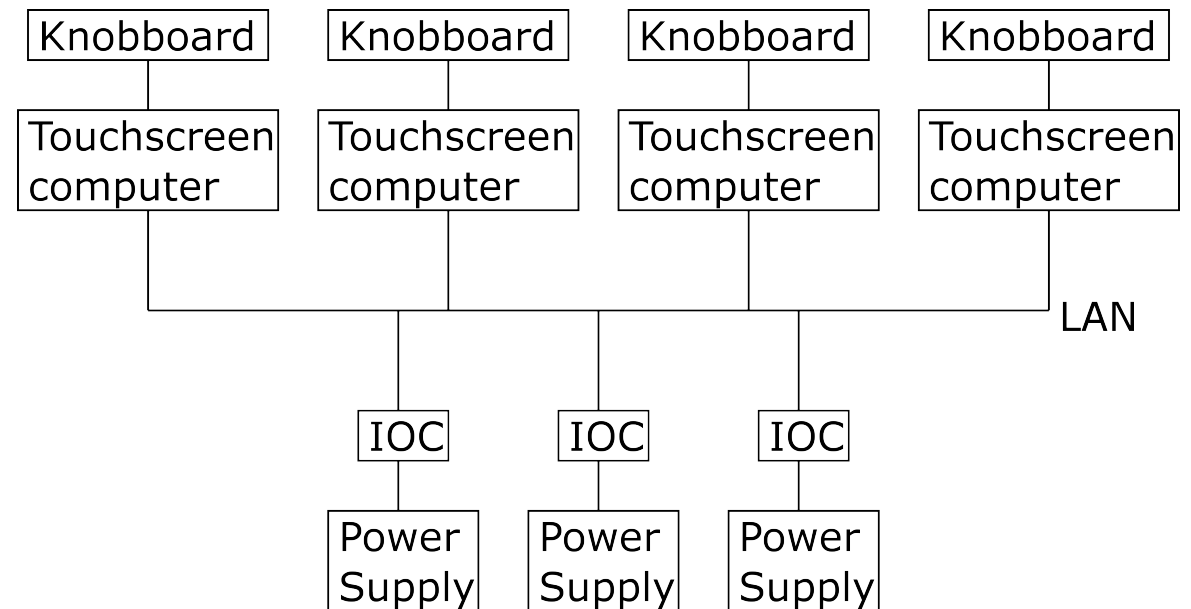 Knobboard
Knobboard
Knobboard
Knobboard
Touchscreen
computer
Touchscreen
computer
Touchscreen
computer
Touchscreen
computer
LAN
IOC
IOC
IOC
Power
Supply
Power
Supply
Power
Supply